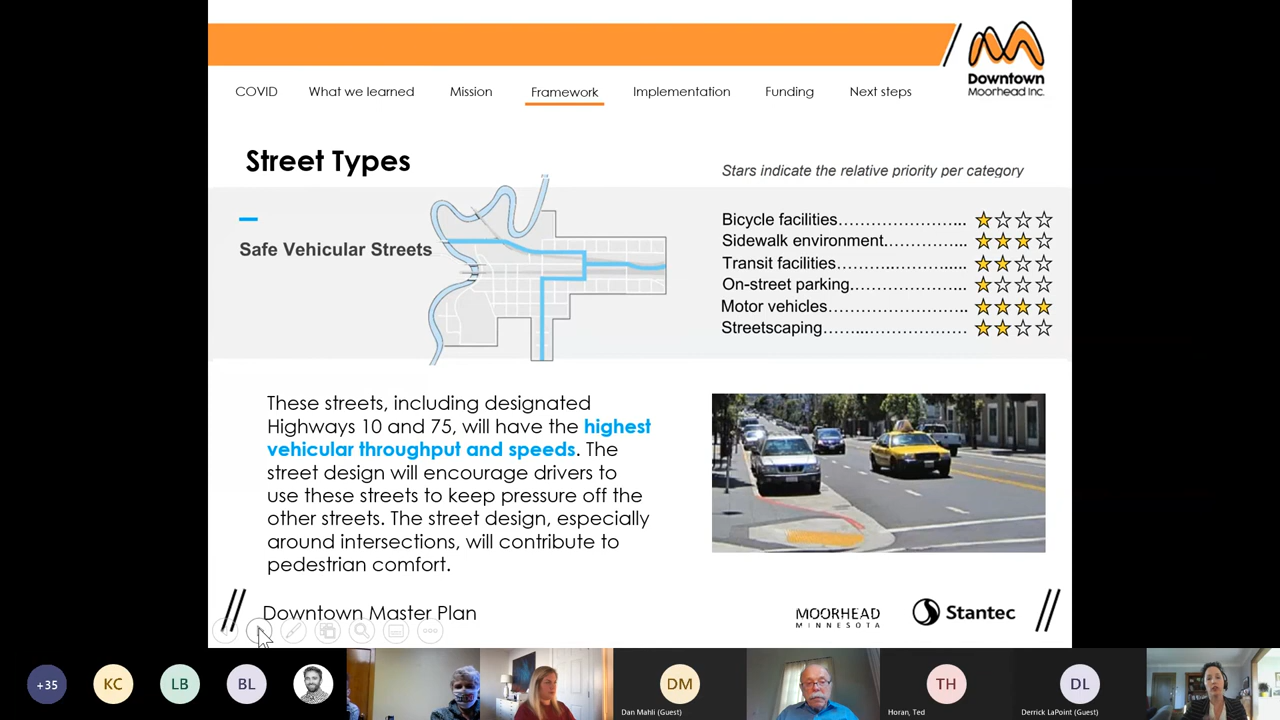 Downtown
Moorhead Inc.
COVID What we learned Mission Framework Implementation Funding Next steps
Street Types
Stars indicate the relative priority per category
Safe Vehicular Streets
Bicycle facilities…………………...
Sidewalk environment.…………...
Transit facilities……...……….....
On-street parking.………………...
Motor vehicles……………………..
Streetscaping……...………………
These streets, including designated
Highways 10 and 75, will have the highest
vehicular throughput and speeds. The
street design will encourage drivers to
use these streets to keep pressure off the
other streets. The street design, especially
around intersections, will contribute to
pedestrian comfort.
Downtown Master Plan
MOORHEAD
MINNESOTA
Stantec
+35 KC LB BL DM TH DL
Dan Mahli (Guest) Horan, Ted Derrick LaPoint (Guest)